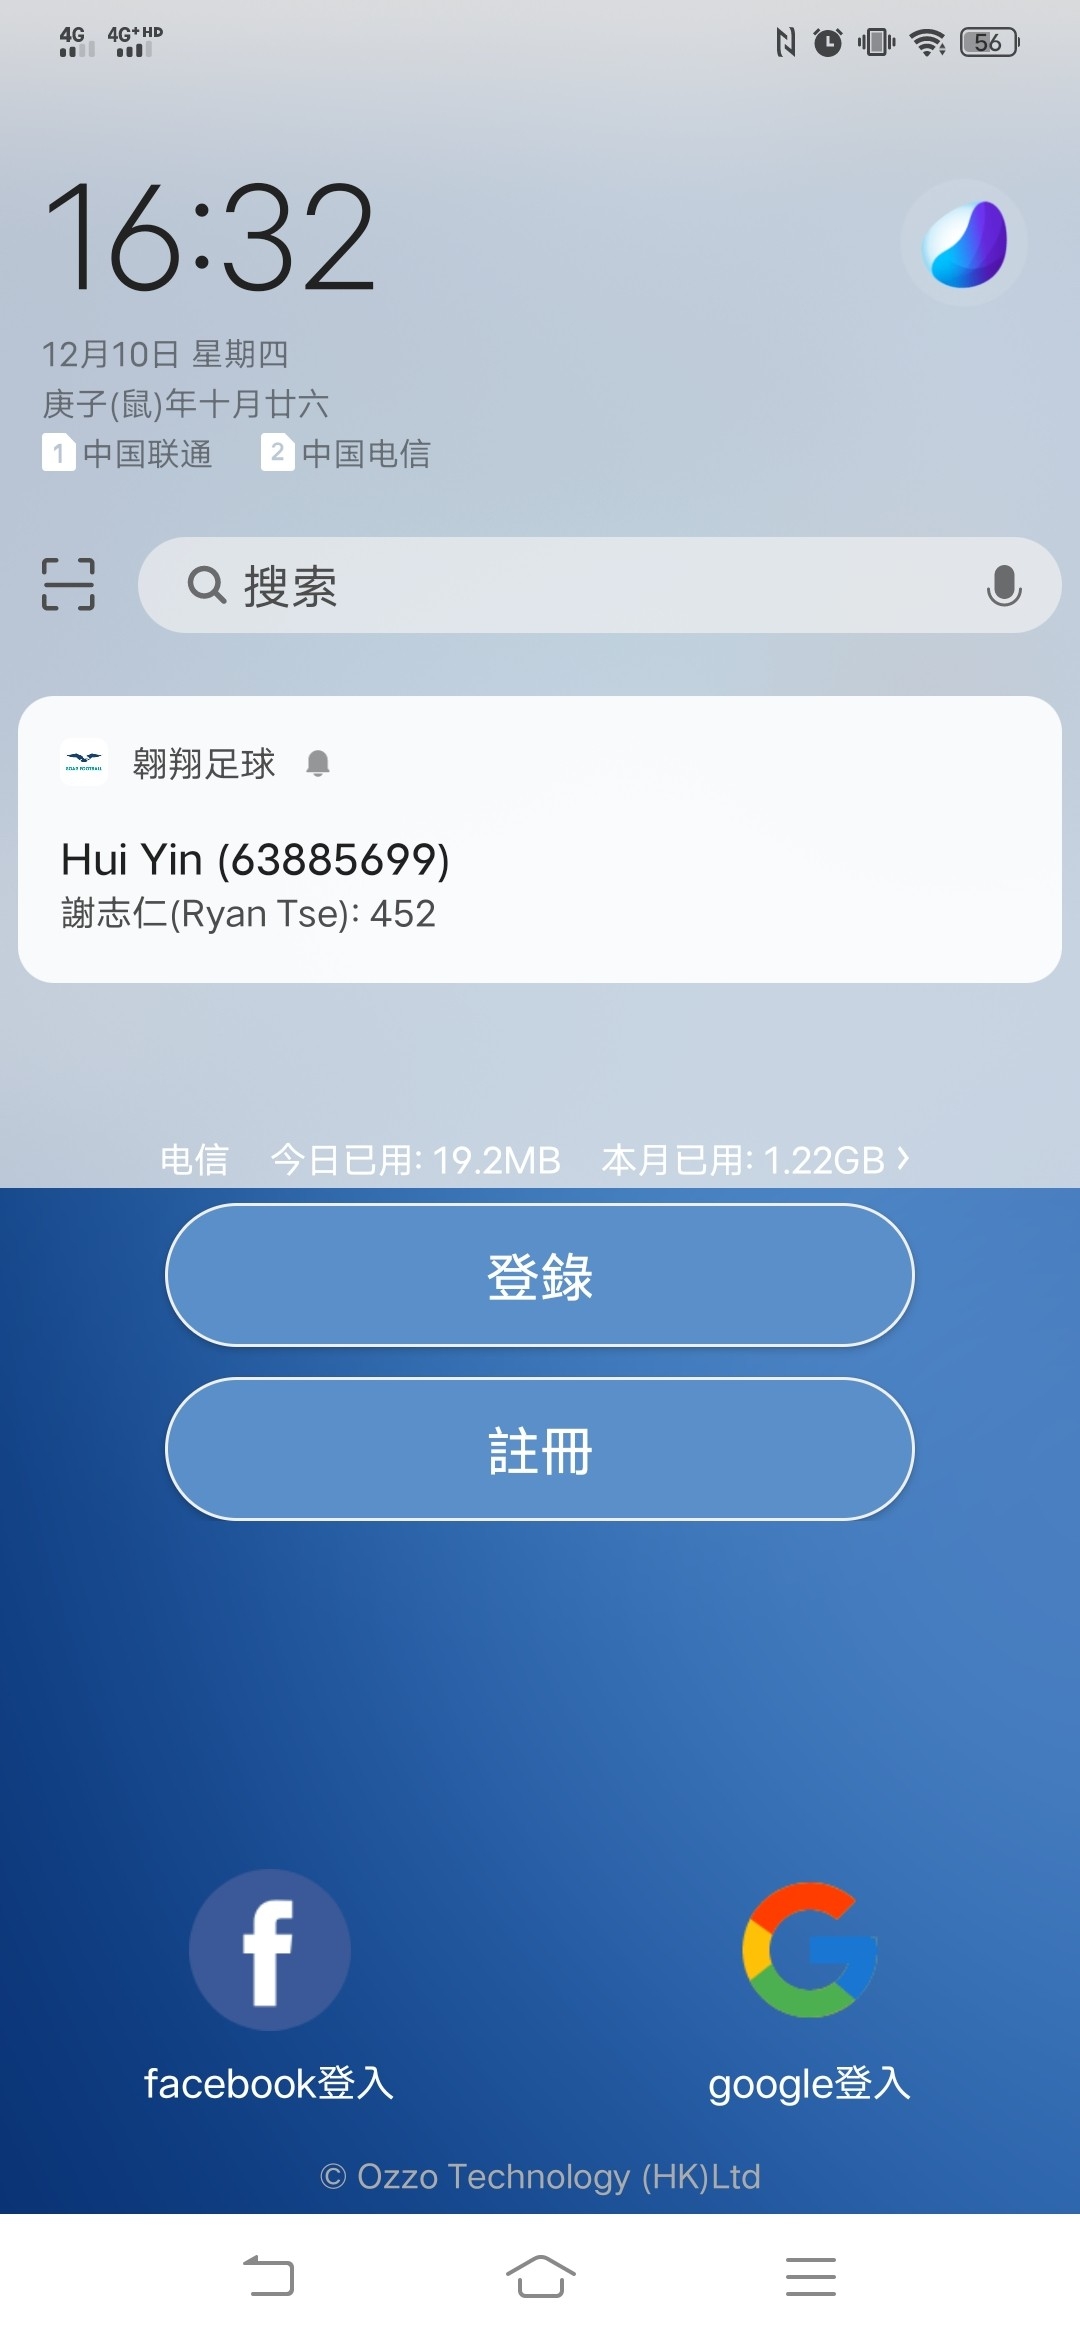 4G 4G+ HD 56
16:32
12月10日 星期四
庚子(鼠)年十月廿六
1 中国联通 2 中国电信
搜索
翱翔足球
Hui Yin (63885699)
謝志仁(Ryan Tse): 452
电信 今日已用: 19.2MB 本月已用: 1.22GB
登錄
註冊
facebook登入 google登入
© Ozzo Technology (HK)Ltd